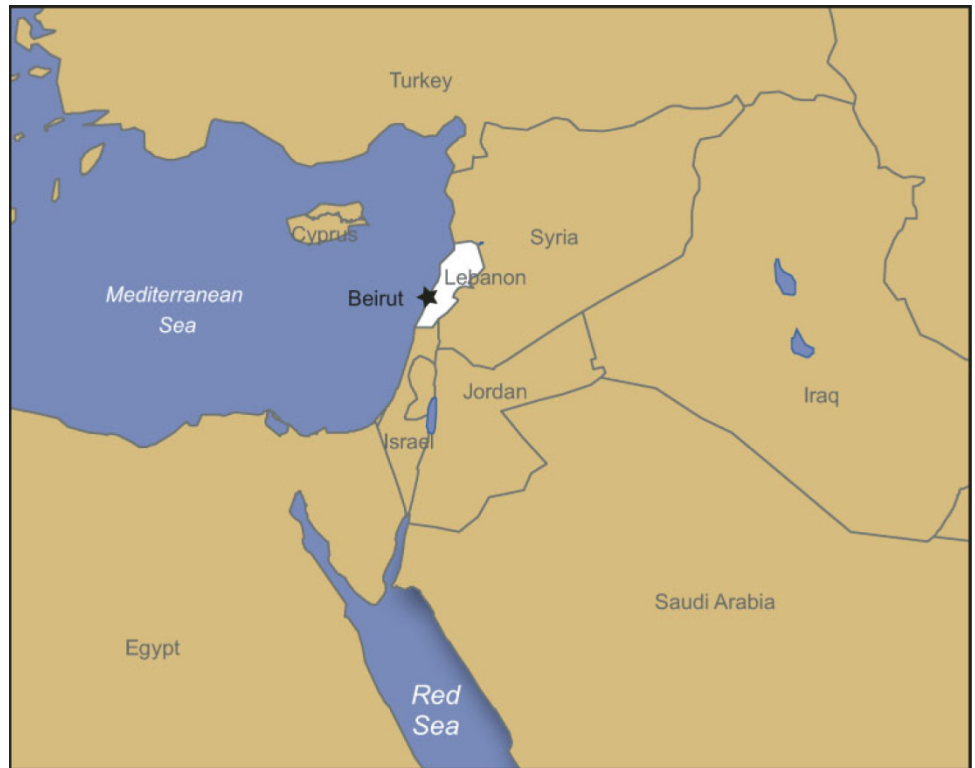 Turkey
Cyprus
Syria
Lebanon
Mediterranean
Sea
Beirut
Jordan
Iraq
Israel
Saudi Arabia
Egypt
Red
Sea